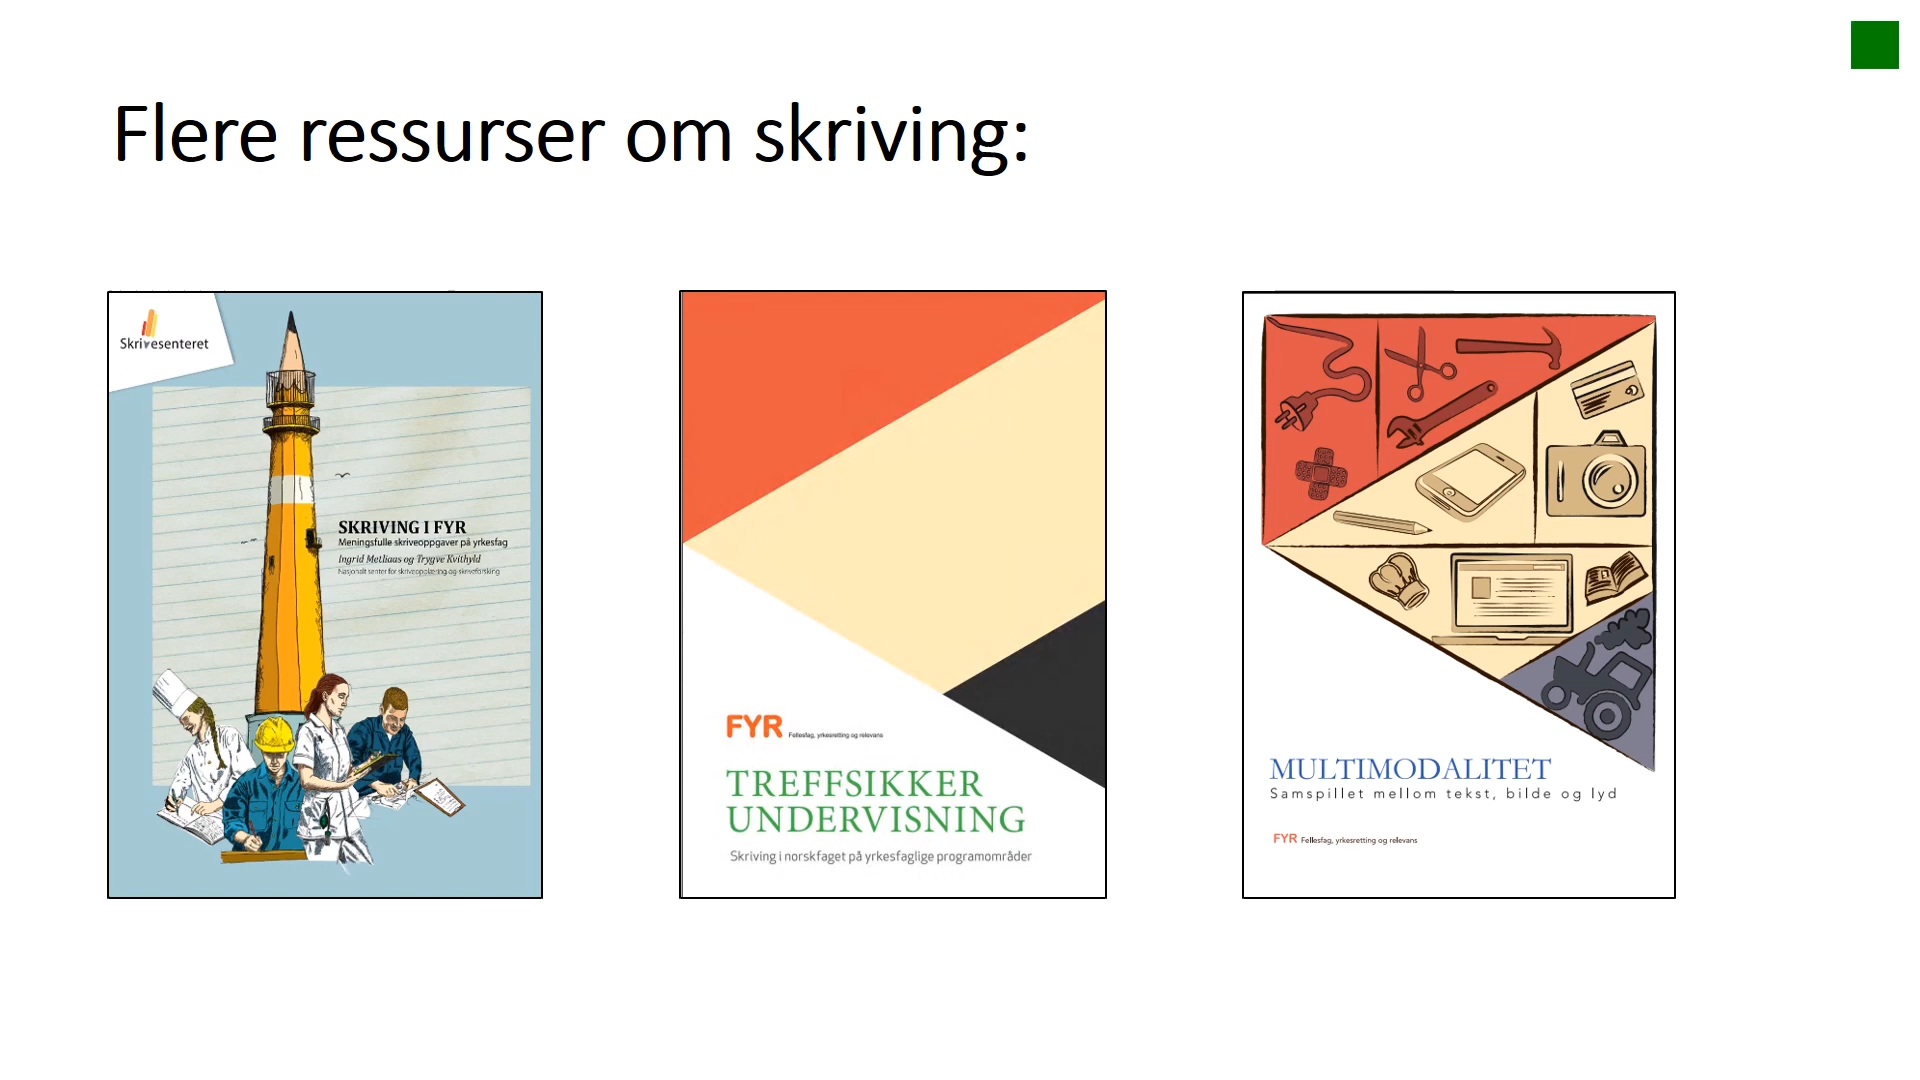 Flere ressurser om skriving:
Skrivesenteret
SKRIVING I FYR
Meningsfulle skriveoppgaver på yrkesfag
Ingrid Metliaas og Trygve Kvithyld
Nasjonalt senter for skriveopplæring og skriveforsking
FYR Fellesfag, yrkesretting og relevans
TREFFSIKKER
UNDERVISNING
Skriving i norskfaget på yrkesfaglige programområder
MULTIMODALITET
Samspillet mellom tekst, bilde og lyd
FYR Fellesfag, yrkesretting og relevans